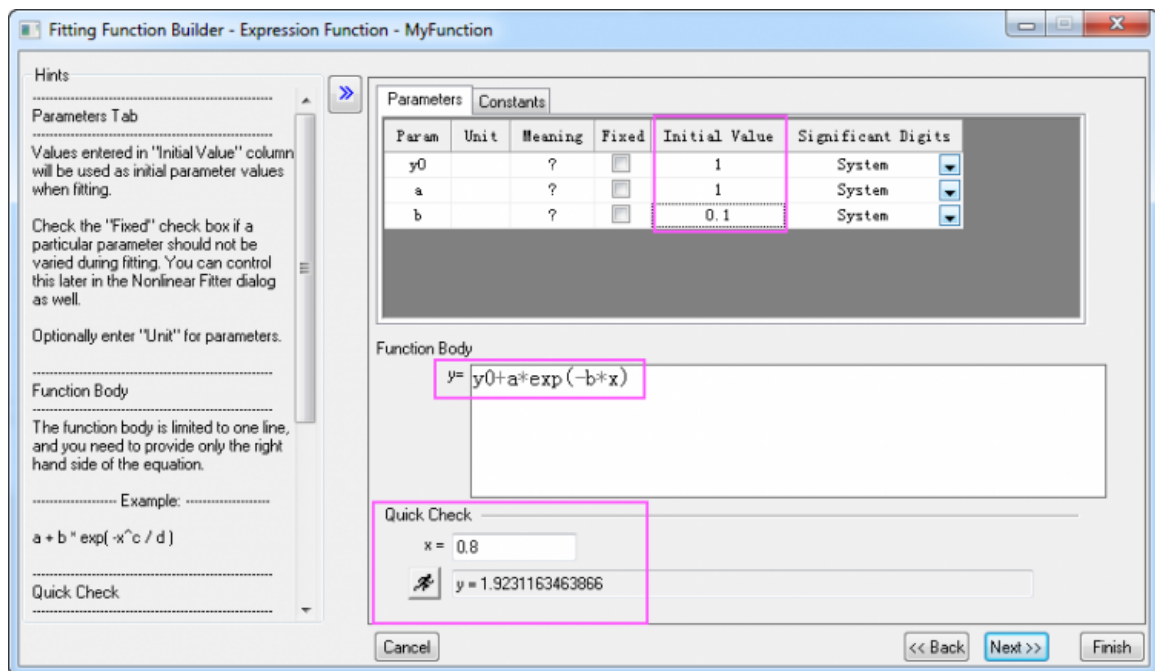 Fitting Function Builder - Expression Function - MyFunction
Hints
Parameters Tab
Values entered in "Initial Value" column
will be used as initial parameter values
when fitting.
Check the "Fixed" check box if a
particular parameter should not be
varied during fitting. You can control
this later in the Nonlinear Fitter dialog
as well.
Optionally enter "Unit" for parameters.
Function Body
The function body is limited to one line,
and you need to provide only the right
hand side of the equation.
-------------------- Example: --------------------
a + b * exp( -x^c / d )
Quick Check
Parameters Constants
Param Unit Meaning Fixed Initial Value Significant Digits
y0 ? 1 System
a ? 1 System
b ? 0.1 System
Function Body
y= y0+a*exp(-b*x)
Quick Check
x = 0.8
y = 1.9231163463866
Cancel << Back Next >> Finish